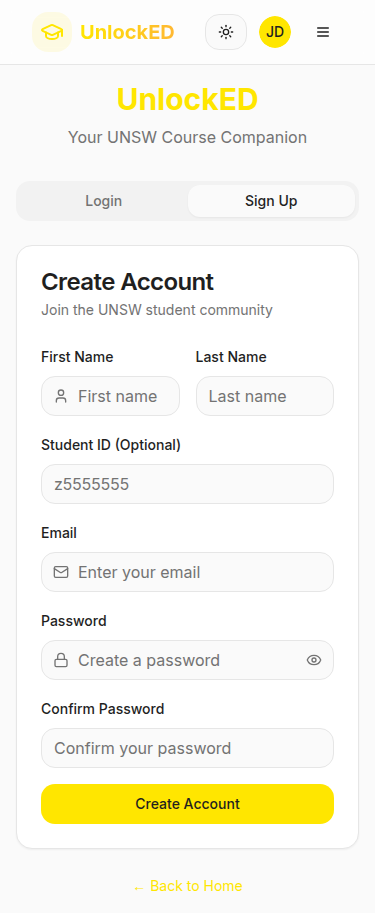 UnlockED
JD
UnlockED
Your UNSW Course Companion
Login
Sign Up
Create Account
Join the UNSW student community
First Name
Last Name
First name
Last name
Student ID (Optional)
z5555555
Email
Enter your email
Password
Create a password
Confirm Password
Confirm your password
Create Account
← Back to Home